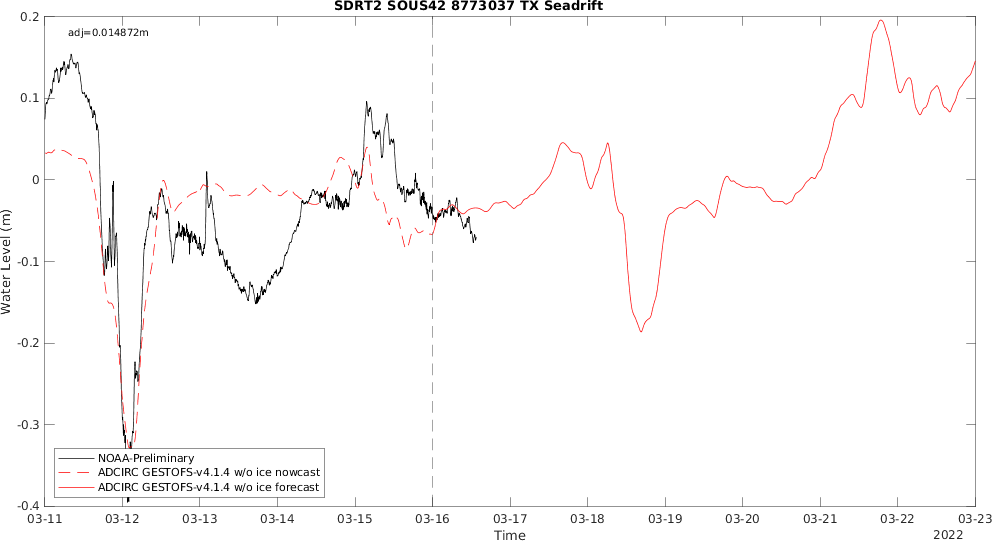 SDRT2 SOUS42 8773037 TX Seadrift
adj=0.014872m
0.2
0.1
0
-0.1
-0.2
-0.3
-0.4
Water Level (m)
NOAA-Preliminary
ADCIRC GESTOFS-v4.1.4 w/o ice nowcast
ADCIRC GESTOFS-v4.1.4 w/o ice forecast
03-11 03-12 03-13 03-14 03-15 03-16 03-17 03-18 03-19 03-20 03-21 03-22 03-23
Time
2022